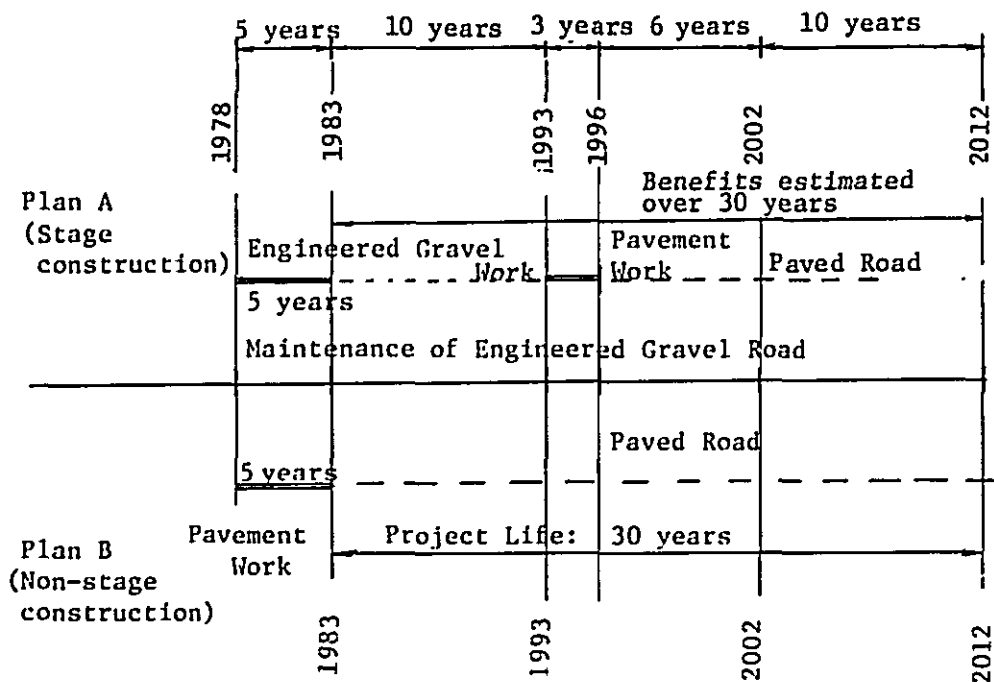 5 years 10 years 3 years 6 years 10 years
1978 1983 1993 1996 2002 2012
Benefits estimated
over 30 years
Plan A
(Stage
construction)
Engineered Gravel
Work
5 years
Pavement
Work
Paved Road
Maintenance of Engineered Gravel Road
Paved Road
5 years
Pavement
Work
Project Life: 30 years
Plan B
(Non-stage
construction)
1983 1993 2002 2012